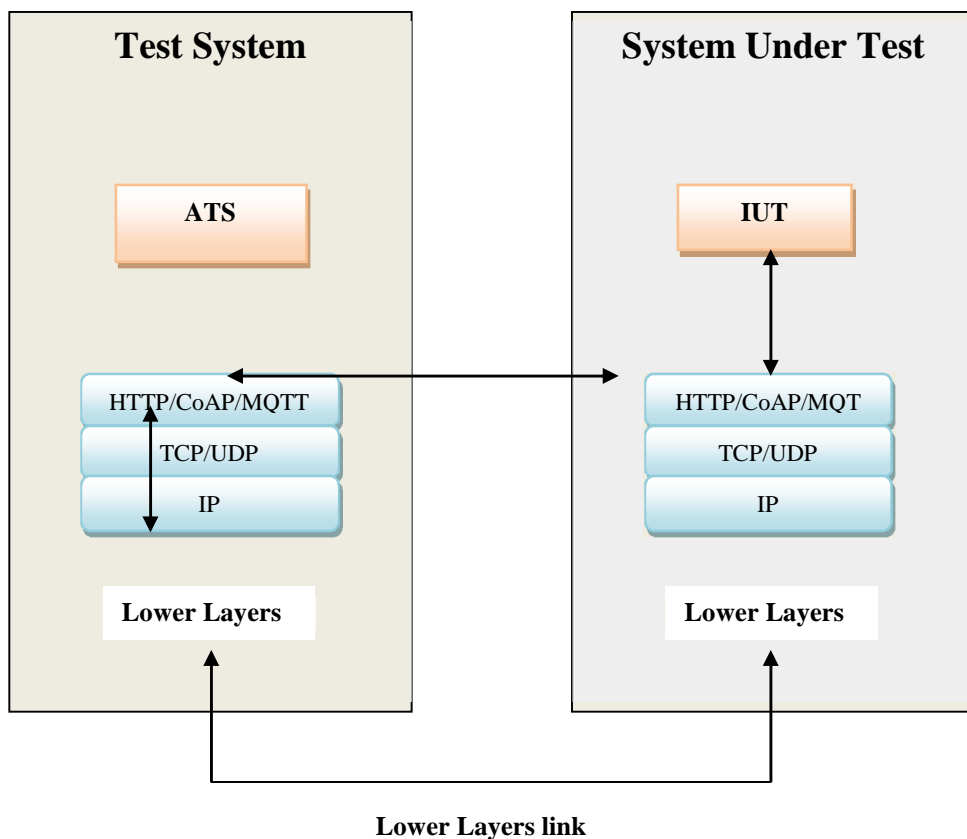 Test System
System Under Test
ATS
IUT
HTTP/CoAP/MQTT
HTTP/CoAP/MQT
TCP/UDP
TCP/UDP
IP
IP
Lower Layers
Lower Layers
Lower Layers link